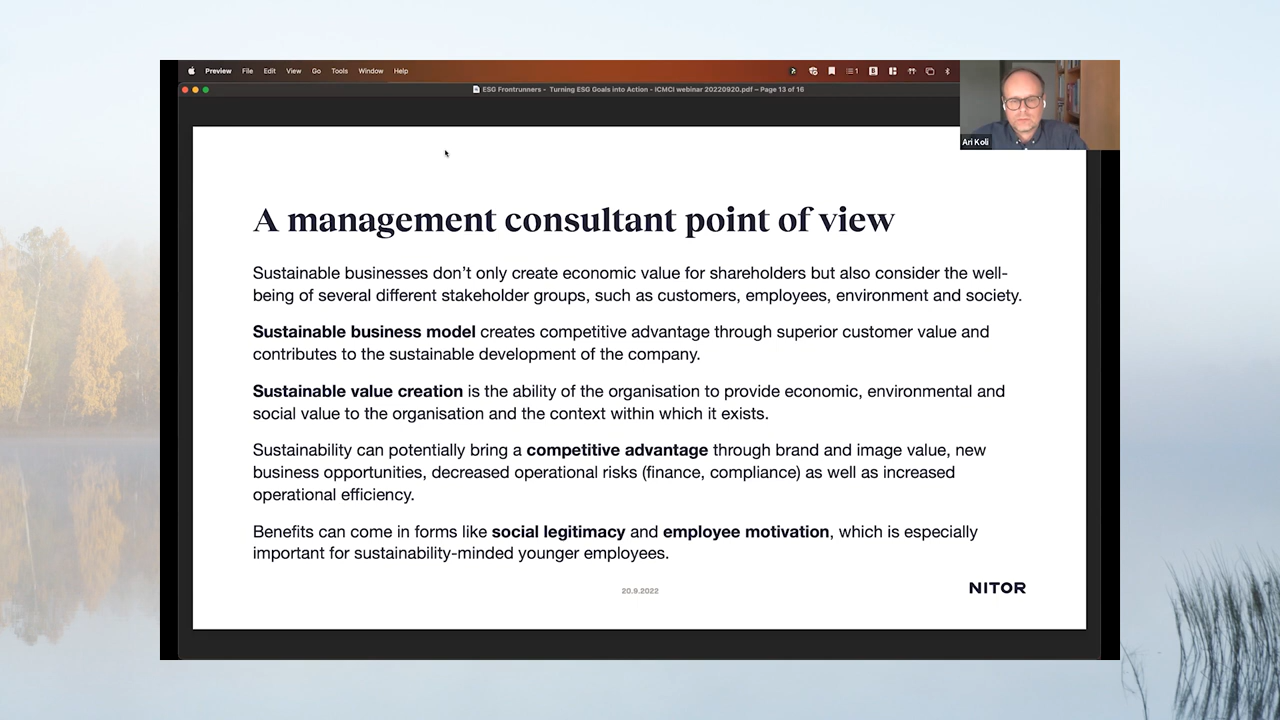 Preview File Edit View Go Tools Window Help
1
ESG Frontrunners - Turning ESG Goals into Action - ICMCI webinar 20220920.pdf – Page 13 of 16
Ari Koli
A management consultant point of view
Sustainable businesses don’t only create economic value for shareholders but also consider the well-
being of several different stakeholder groups, such as customers, employees, environment and society.
Sustainable business model creates competitive advantage through superior customer value and
contributes to the sustainable development of the company.
Sustainable value creation is the ability of the organisation to provide economic, environmental and
social value to the organisation and the context within which it exists.
Sustainability can potentially bring a competitive advantage through brand and image value, new
business opportunities, decreased operational risks (finance, compliance) as well as increased
operational efficiency.
Benefits can come in forms like social legitimacy and employee motivation, which is especially
important for sustainability-minded younger employees.
20.9.2022
NITOR